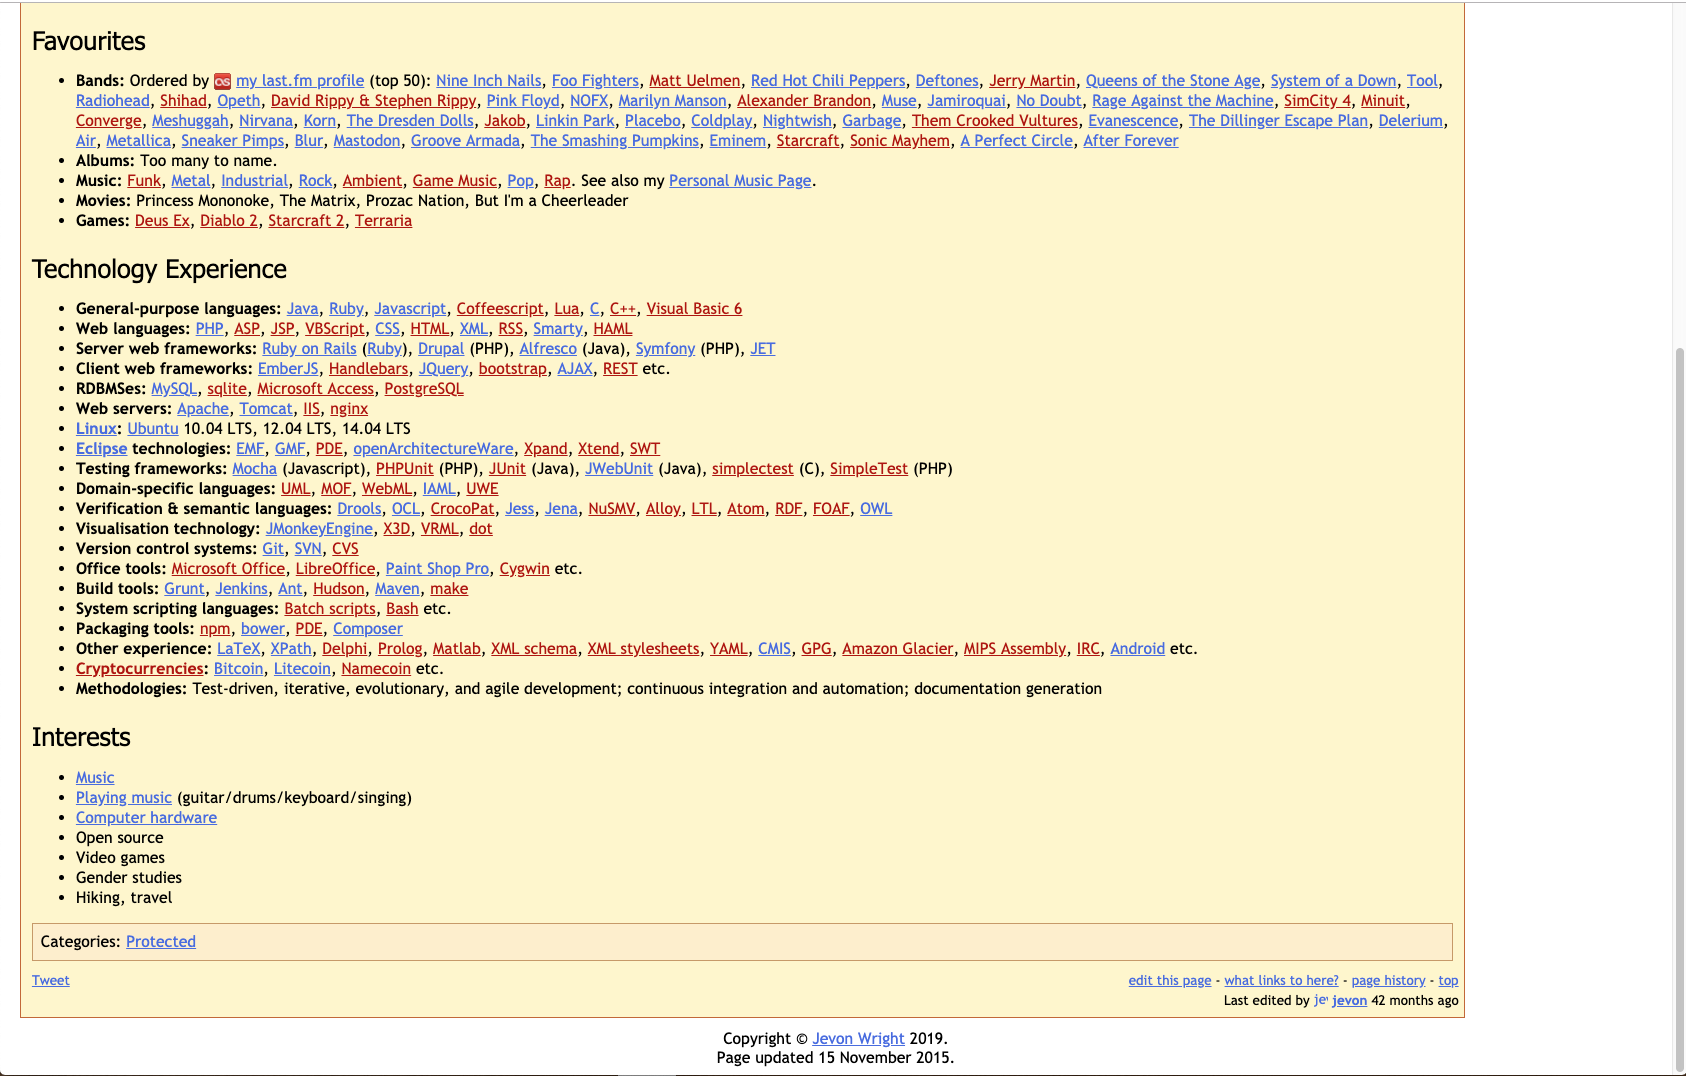 Favourites
Bands: Ordered by my last.fm profile (top 50): Nine Inch Nails, Foo Fighters, Matt Uelmen, Red Hot Chili Peppers, Deftones, Jerry Martin, Queens of the Stone Age, System of a Down, Tool,
Radiohead, Shihad, Opeth, David Rippy & Stephen Rippy, Pink Floyd, NOFX, Marilyn Manson, Alexander Brandon, Muse, Jamiroquai, No Doubt, Rage Against the Machine, SimCity 4, Minuit,
Converge, Meshuggah, Nirvana, Korn, The Dresden Dolls, Jakob, Linkin Park, Placebo, Coldplay, Nightwish, Garbage, Them Crooked Vultures, Evanescence, The Dillinger Escape Plan, Delerium,
Air, Metallica, Sneaker Pimps, Blur, Mastodon, Groove Armada, The Smashing Pumpkins, Eminem, Starcraft, Sonic Mayhem, A Perfect Circle, After Forever
Albums: Too many to name.
Music: Funk, Metal, Industrial, Rock, Ambient, Game Music, Pop, Rap. See also my Personal Music Page.
Movies: Princess Mononoke, The Matrix, Prozac Nation, But I'm a Cheerleader
Games: Deus Ex, Diablo 2, Starcraft 2, Terraria
Technology Experience
General-purpose languages: Java, Ruby, Javascript, Coffeescript, Lua, C, C++, Visual Basic 6
Web languages: PHP, ASP, JSP, VBScript, CSS, HTML, XML, RSS, Smarty, HAML
Server web frameworks: Ruby on Rails (Ruby), Drupal (PHP), Alfresco (Java), Symfony (PHP), JET
Client web frameworks: EmberJS, Handlebars, JQuery, bootstrap, AJAX, REST etc.
RDBMSes: MySQL, sqlite, Microsoft Access, PostgreSQL
Web servers: Apache, Tomcat, IIS, nginx
Linux: Ubuntu 10.04 LTS, 12.04 LTS, 14.04 LTS
Eclipse technologies: EMF, GMF, PDE, openArchitectureWare, Xpand, Xtend, SWT
Testing frameworks: Mocha (Javascript), PHPUnit (PHP), JUnit (Java), JWebUnit (Java), simplectest (C), SimpleTest (PHP)
Domain-specific languages: UML, MOF, WebML, IAML, UWE
Verification & semantic languages: Drools, OCL, CrocoPat, Jess, Jena, NuSMV, Alloy, LTL, Atom, RDF, FOAF, OWL
Visualisation technology: JMonkeyEngine, X3D, VRML, dot
Version control systems: Git, SVN, CVS
Office tools: Microsoft Office, LibreOffice, Paint Shop Pro, Cygwin etc.
Build tools: Grunt, Jenkins, Ant, Hudson, Maven, make
System scripting languages: Batch scripts, Bash etc.
Packaging tools: npm, bower, PDE, Composer
Other experience: LaTeX, XPath, Delphi, Prolog, Matlab, XML schema, XML stylesheets, YAML, CMIS, GPG, Amazon Glacier, MIPS Assembly, IRC, Android etc.
Cryptocurrencies: Bitcoin, Litecoin, Namecoin etc.
Methodologies: Test-driven, iterative, evolutionary, and agile development; continuous integration and automation; documentation generation
Interests
Music
Playing music (guitar/drums/keyboard/singing)
Computer hardware
Open source
Video games
Gender studies
Hiking, travel
Categories: Protected
Tweet
edit this page - what links to here? - page history - top
Last edited by jevon 42 months ago
Copyright © Jevon Wright 2019.
Page updated 15 November 2015.